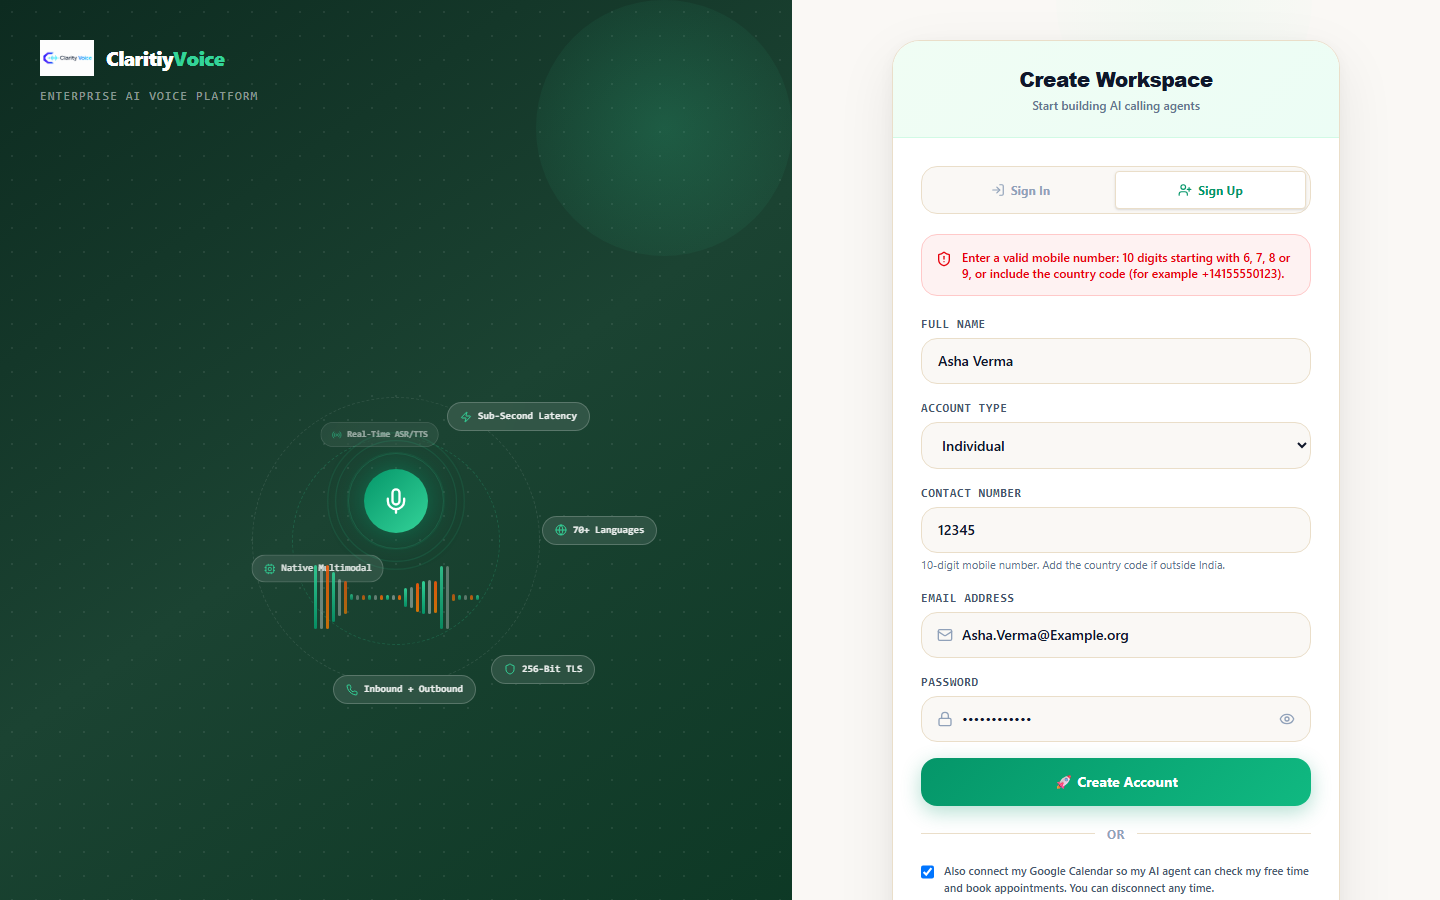 Clarity Voice
ClaritiyVoice
ENTERPRISE AI VOICE PLATFORM
Sub-Second Latency
Real-Time ASR/TTS
70+ Languages
Native Multimodal
256-Bit TLS
Inbound + Outbound
Create Workspace
Start building AI calling agents
Sign In
Sign Up
Enter a valid mobile number: 10 digits starting with 6, 7, 8 or
9, or include the country code (for example +14155550123).
FULL NAME
Asha Verma
ACCOUNT TYPE
Individual
CONTACT NUMBER
12345
10-digit mobile number. Add the country code if outside India.
EMAIL ADDRESS
Asha.Verma@Example.org
PASSWORD
••••••••••••
🚀 Create Account
OR
Also connect my Google Calendar so my AI agent can check my free time
and book appointments. You can disconnect any time.